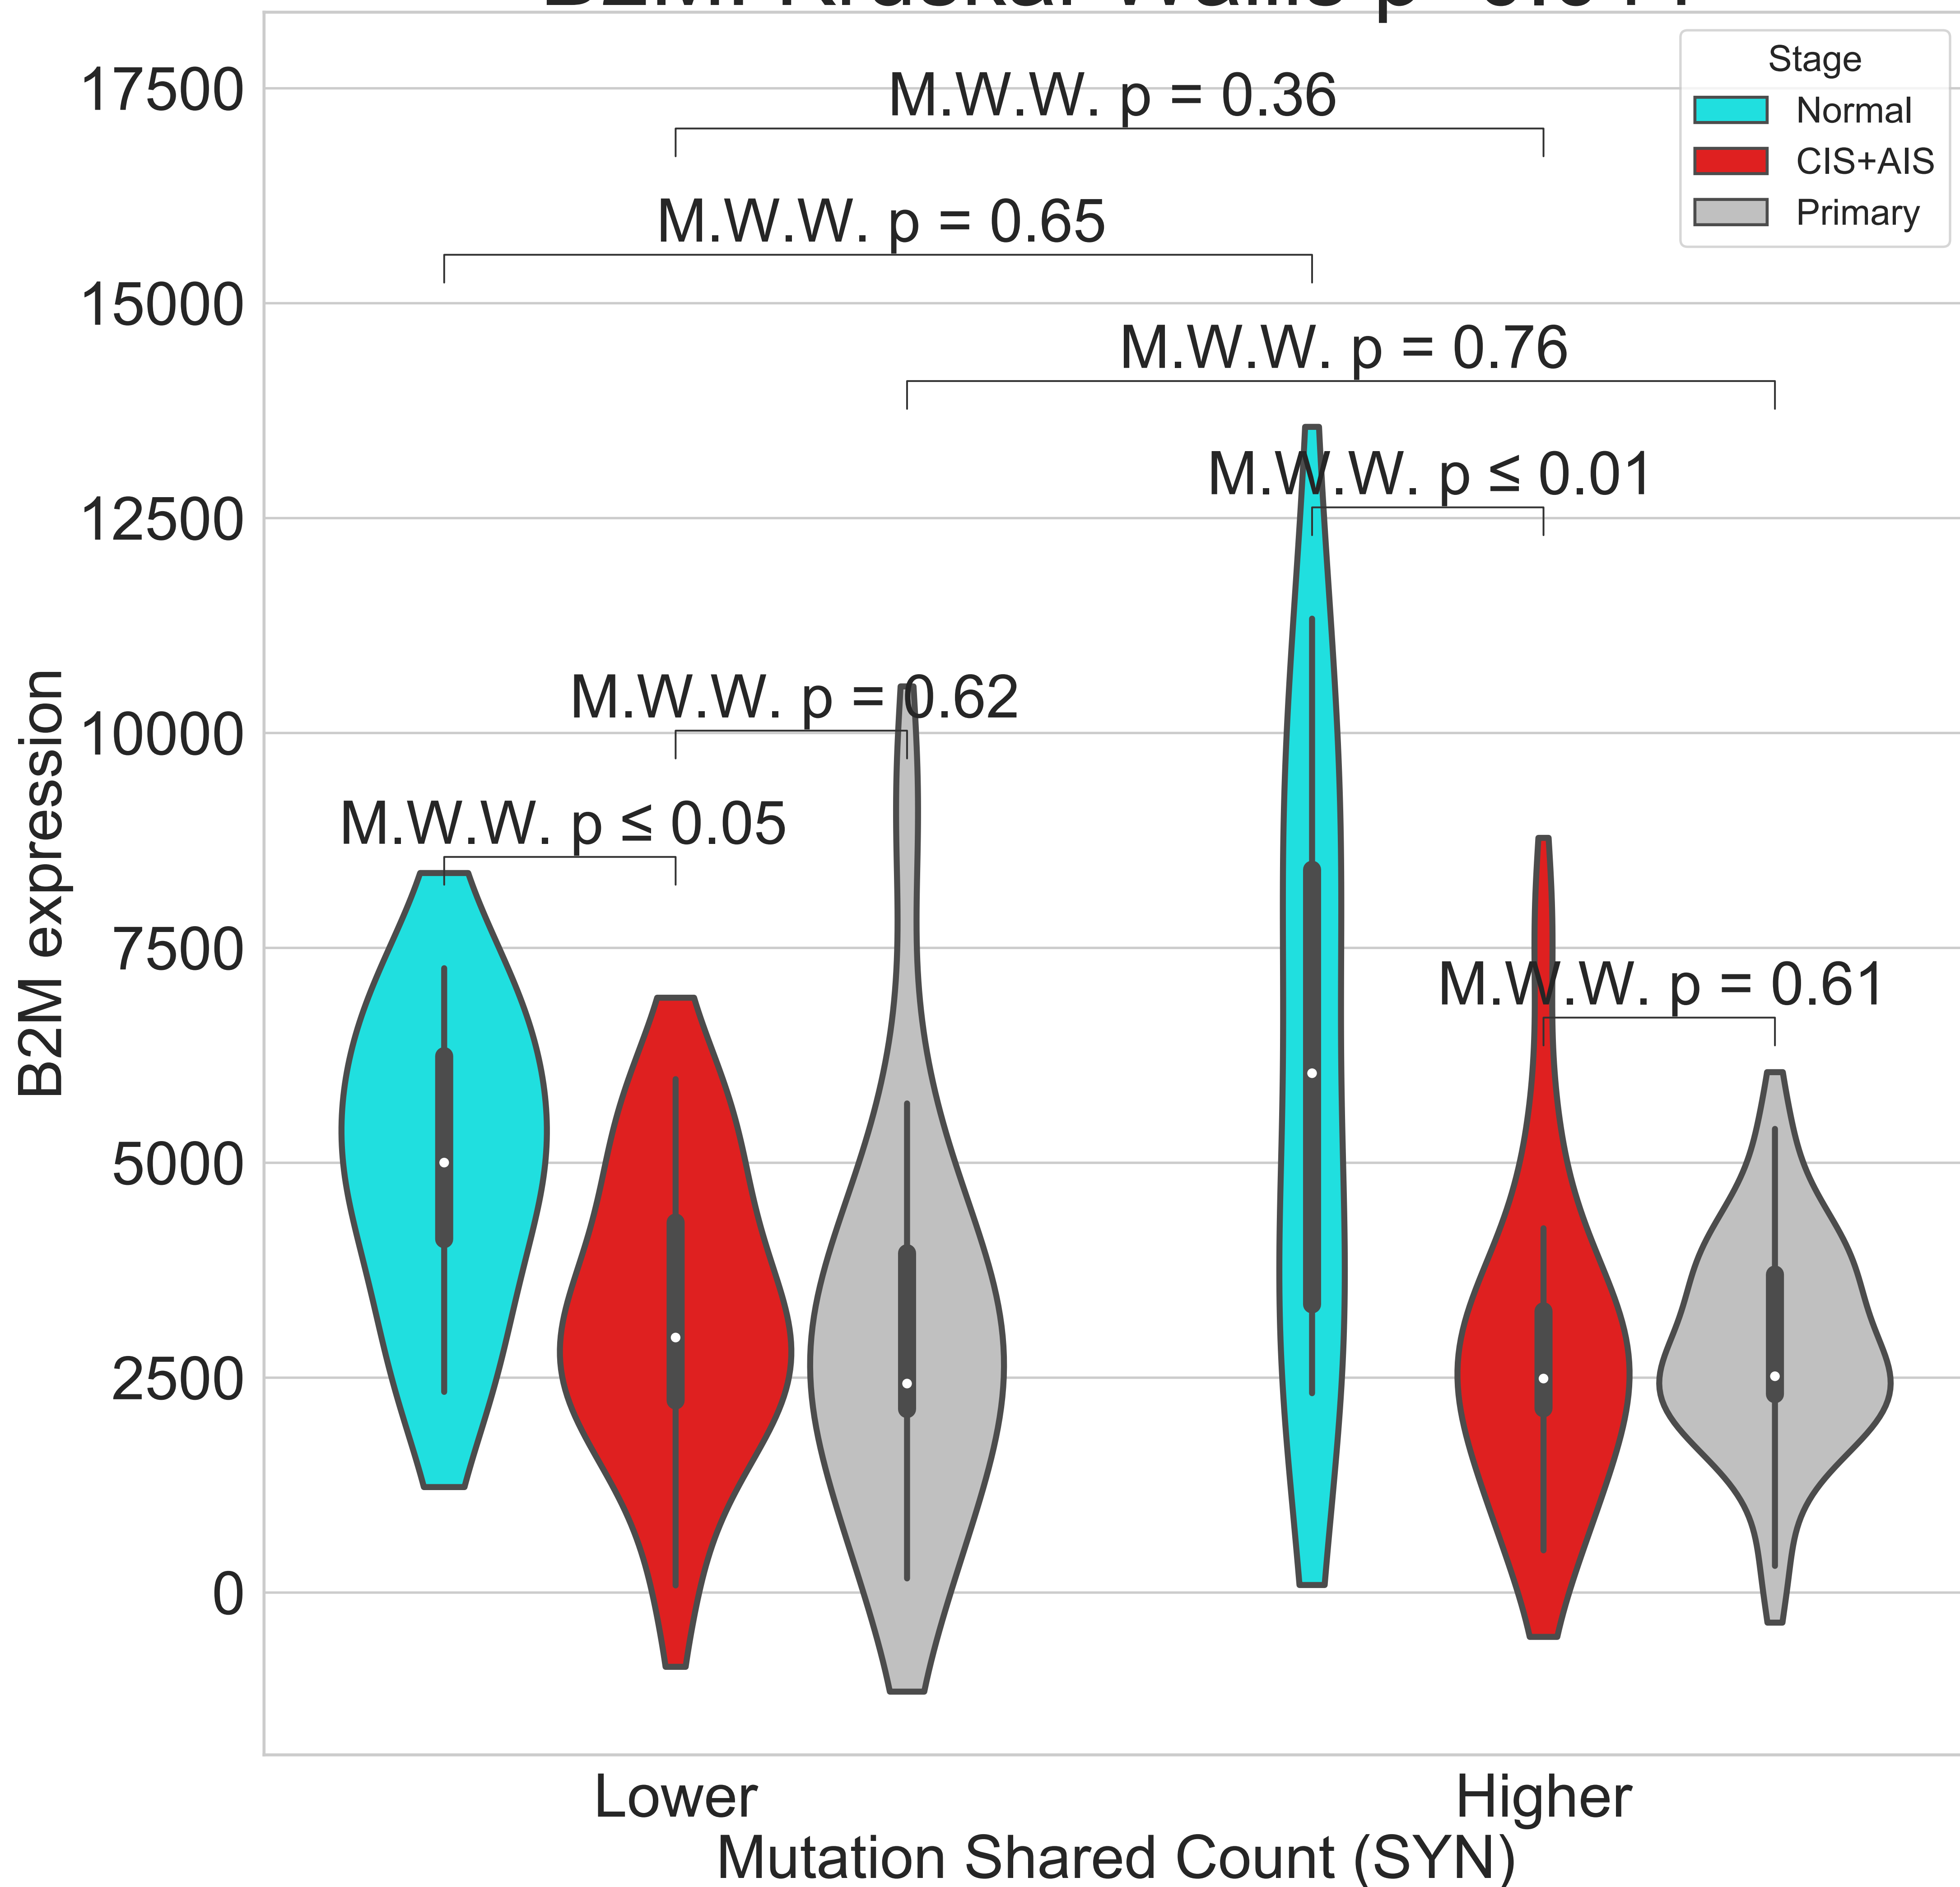 Stage
Normal
CIS+AIS
Primary
17500
15000
12500
10000
7500
5000
2500
0
B2M expression
M.W.W. p = 0.36
M.W.W. p = 0.65
M.W.W. p = 0.76
M.W.W. p ≤ 0.01
M.W.W. p = 0.62
M.W.W. p ≤ 0.05
M.W.W. p = 0.61
Lower
Higher
Mutation Shared Count (SYN)